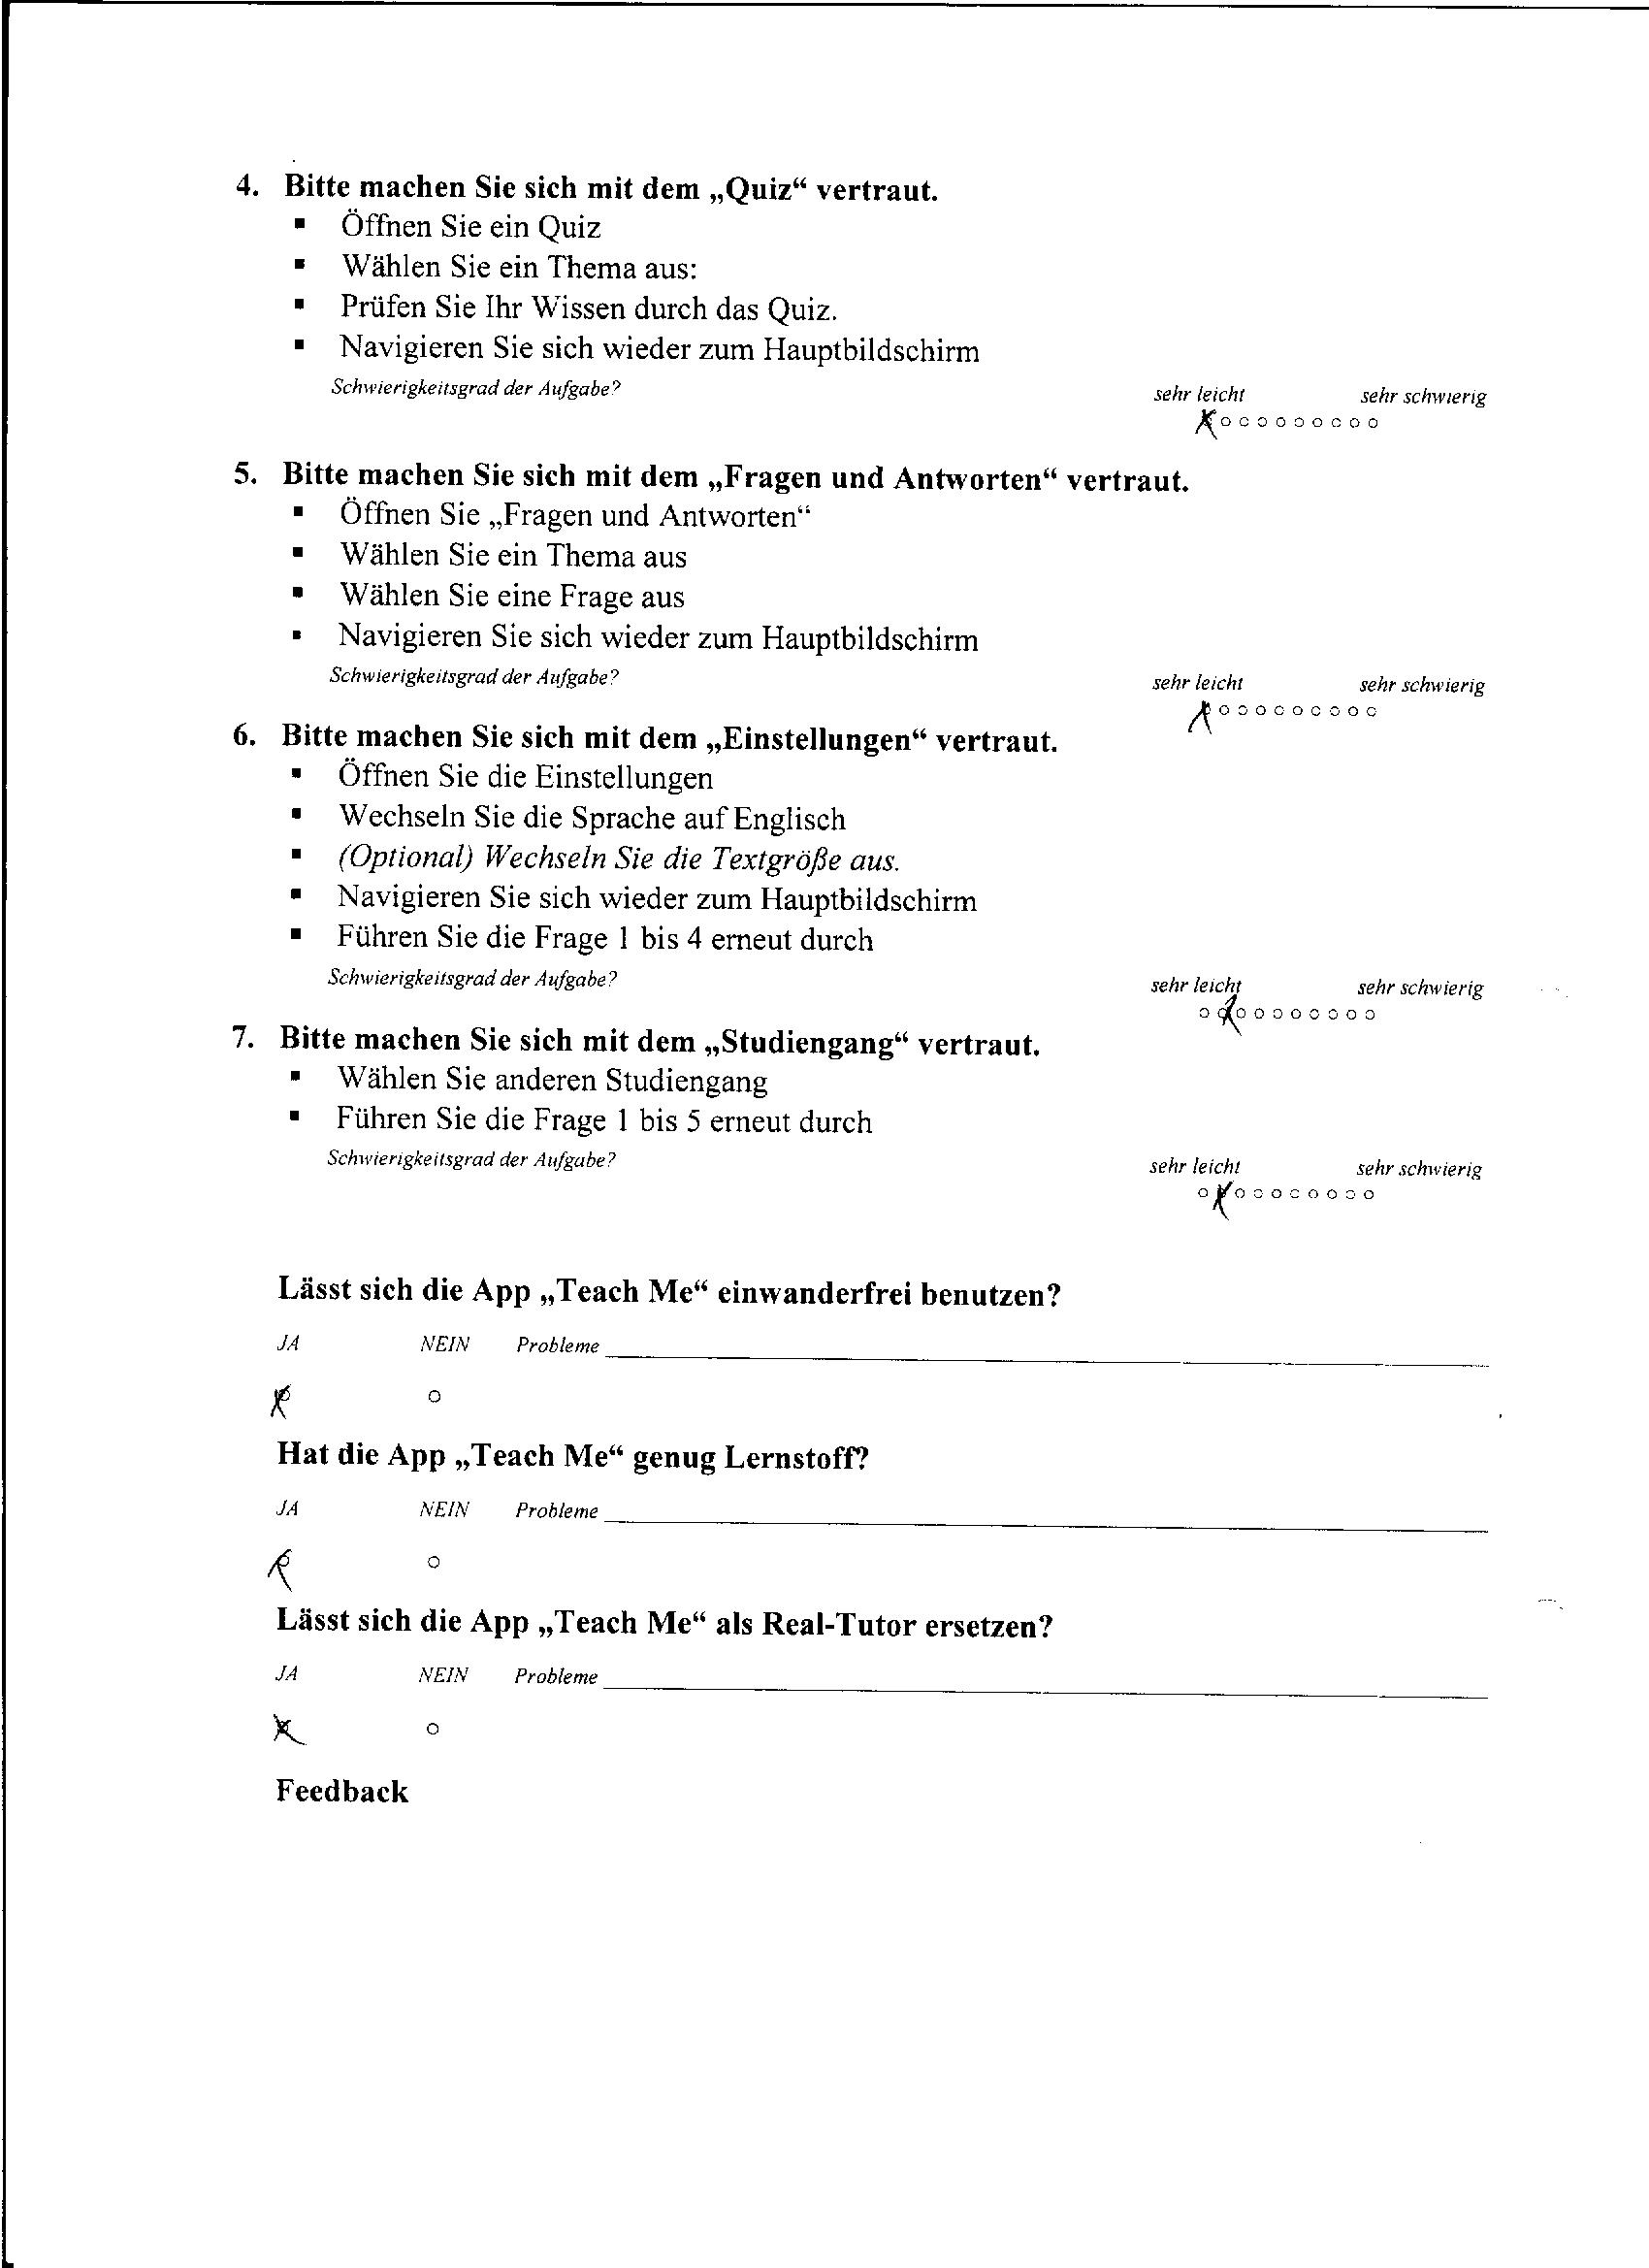 4. Bitte machen Sie sich mit dem „Quiz“ vertraut.
▪ Öffnen Sie ein Quiz
▪ Wählen Sie ein Thema aus:
▪ Prüfen Sie Ihr Wissen durch das Quiz.
▪ Navigieren Sie sich wieder zum Hauptbildschirm
Schwierigkeitsgrad der Aufgabe?
sehr leicht sehr schwierig
5. Bitte machen Sie sich mit dem „Fragen und Antworten“ vertraut.
▪ Öffnen Sie „Fragen und Antworten“
▪ Wählen Sie ein Thema aus
▪ Wählen Sie eine Frage aus
▪ Navigieren Sie sich wieder zum Hauptbildschirm
Schwierigkeitsgrad der Aufgabe?
sehr leicht sehr schwierig
6. Bitte machen Sie sich mit dem „Einstellungen“ vertraut.
▪ Öffnen Sie die Einstellungen
▪ Wechseln Sie die Sprache auf Englisch
▪ (Optional) Wechseln Sie die Textgröße aus.
▪ Navigieren Sie sich wieder zum Hauptbildschirm
▪ Führen Sie die Frage 1 bis 4 erneut durch
Schwierigkeitsgrad der Aufgabe?
sehr leicht sehr schwierig
7. Bitte machen Sie sich mit dem „Studiengang“ vertraut.
▪ Wählen Sie anderen Studiengang
▪ Führen Sie die Frage 1 bis 5 erneut durch
Schwierigkeitsgrad der Aufgabe?
sehr leicht sehr schwierig
Lässt sich die App „Teach Me“ einwanderfrei benutzen?
JA NEIN Probleme
Hat die App „Teach Me“ genug Lernstoff?
JA NEIN Probleme
Lässt sich die App „Teach Me“ als Real-Tutor ersetzen?
JA NEIN Probleme
Feedback